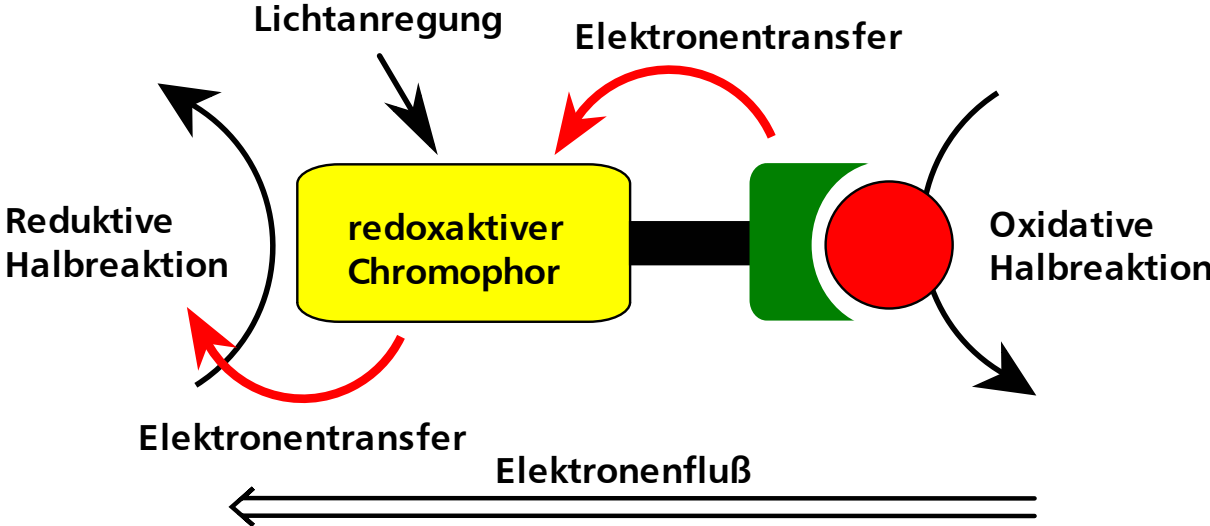 Lichtanregung
Elektronentransfer
redoxaktiver
Chromophor
Reduktive
Halbreaktion
Oxidative
Halbreaktion
Elektronentransfer
Elektronenfluß